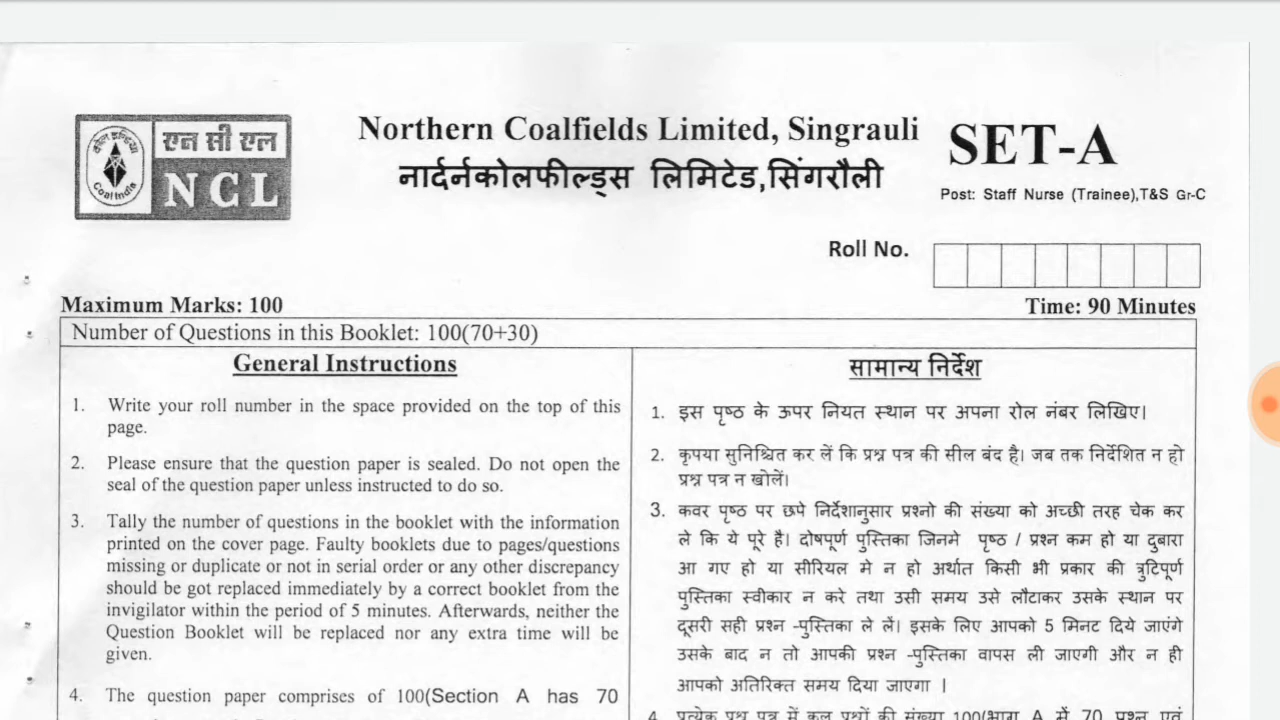 Northern Coalfields Limited, Singrauli
नार्दर्नकोलफील्ड्स लिमिटेड,सिंगरौली
कोल इन्डिया
Coal India
एन सी एल
NCL
SET-A
Post: Staff Nurse (Trainee),T&S Gr-C
Roll No.
Maximum Marks: 100
Time: 90 Minutes
Number of Questions in this Booklet: 100(70+30)
General Instructions
1. Write your roll number in the space provided on the top of this
page.
2. Please ensure that the question paper is sealed. Do not open the
seal of the question paper unless instructed to do so.
3. Tally the number of questions in the booklet with the information
printed on the cover page. Faulty booklets due to pages/questions
missing or duplicate or not in serial order or any other discrepancy
should be got replaced immediately by a correct booklet from the
invigilator within the period of 5 minutes. Afterwards, neither the
Question Booklet will be replaced nor any extra time will be
given.
4. The question paper comprises of 100(Section A has 70
सामान्य निर्देश
1. इस पृष्ठ के ऊपर नियत स्थान पर अपना रोल नंबर लिखिए।
2. कृपया सुनिश्चित कर लें कि प्रश्न पत्र की सील बंद है। जब तक निर्देशित न हो
प्रश्न पत्र न खोलें।
3. कवर पृष्ठ पर छपे निर्देशानुसार प्रश्नो की संख्या को अच्छी तरह चेक कर
ले कि ये पूरे है। दोषपूर्ण पुस्तिका जिनमे पृष्ठ / प्रश्न कम हो या दुबारा
आ गए हो या सीरियल मे न हो अर्थात किसी भी प्रकार की त्रुटिपूर्ण
पुस्तिका स्वीकार न करे तथा उसी समय उसे लौटाकर उसके स्थान पर
दूसरी सही प्रश्न -पुस्तिका ले लें। इसके लिए आपको 5 मिनट दिये जाएंगे
उसके बाद न तो आपकी प्रश्न -पुस्तिका वापस ली जाएगी और न ही
आपको अतिरिक्त समय दिया जाएगा ।
4. प्रत्येक प्रश्न पत्र में कुल प्रश्नों की संख्या 100(भाग A में 70 प्रश्न एवं